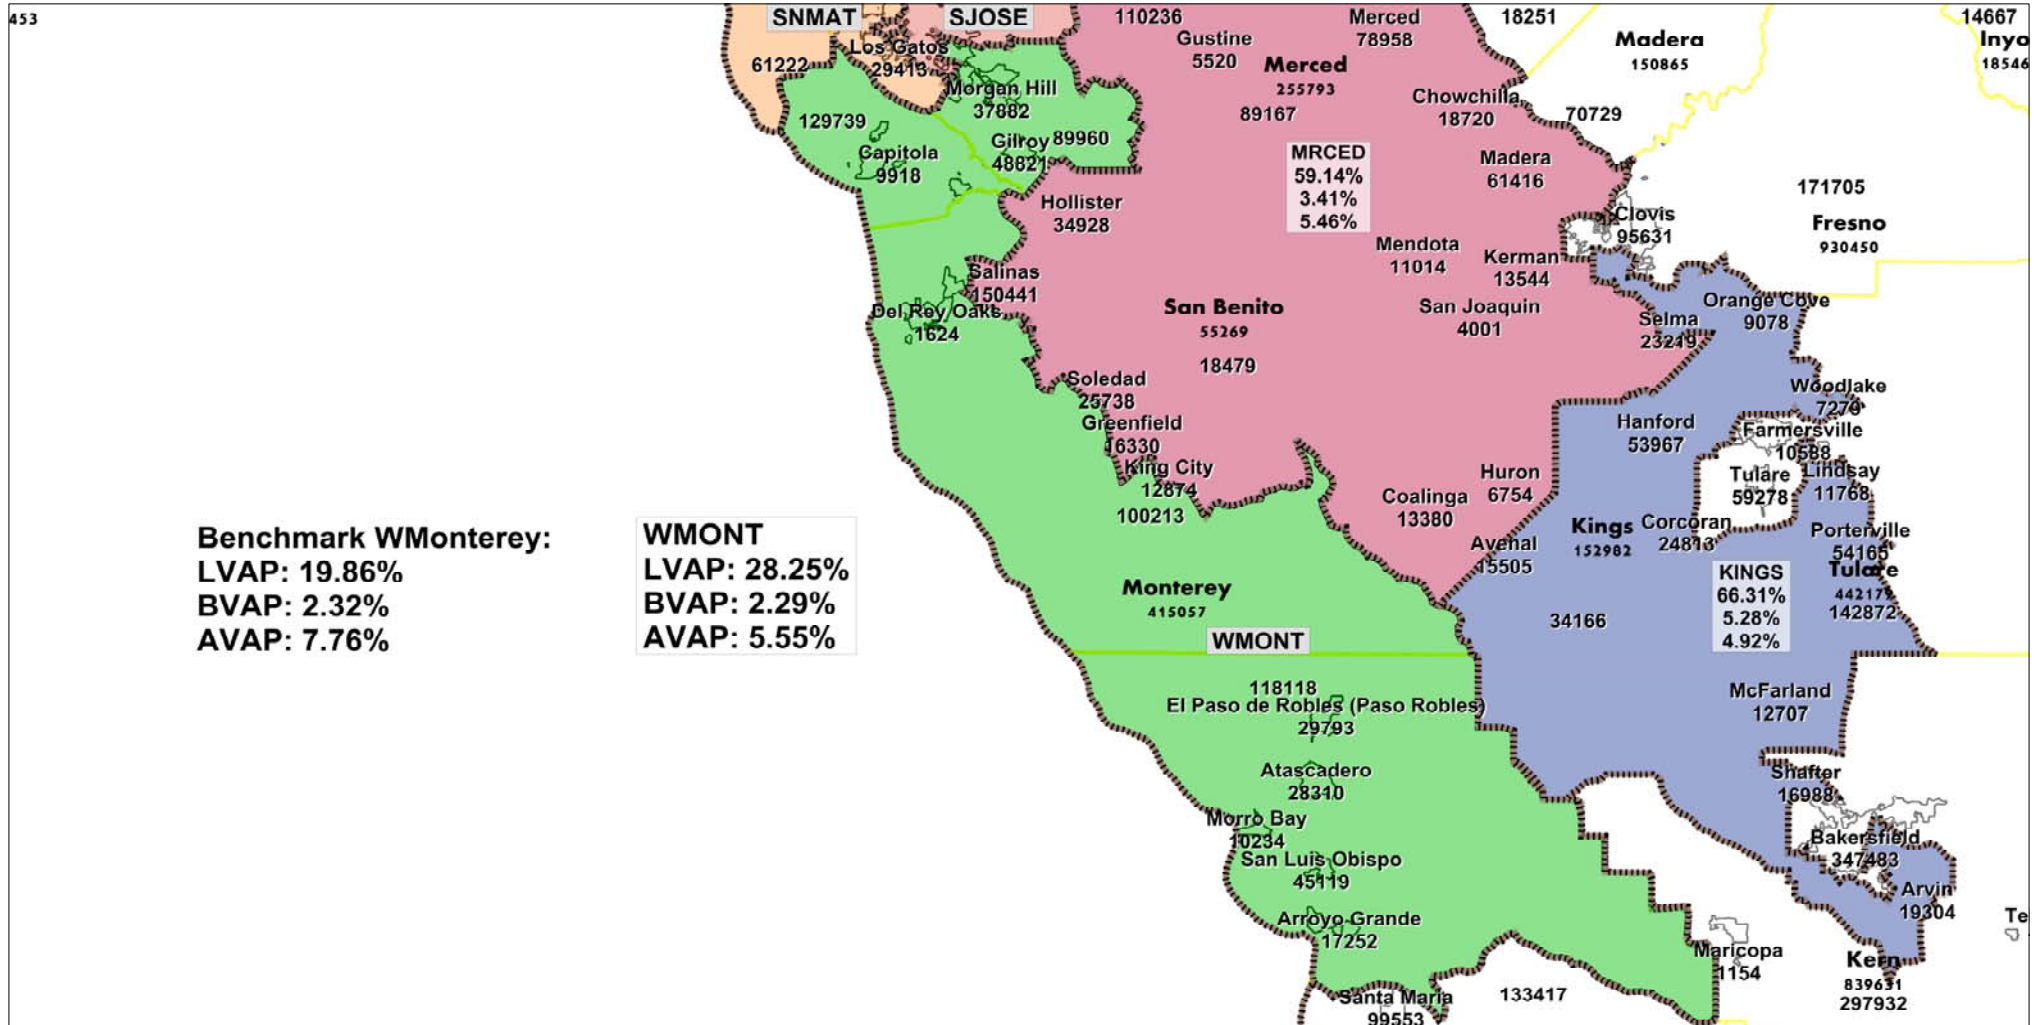 453
SNMAT
SJOSE
110236
Merced
78958
18251
14667
Gustine
5520
Madera
150865
Inyo
18546
Los Gatos
29413
61222
Merced
255793
Morgan Hill
37882
Chowchilla
18720
89167
70729
129739
Gilroy
48821
89960
Capitola
9918
MRCED
59.14%
3.41%
5.46%
Madera
61416
171705
Hollister
34928
Clovis
95631
Fresno
930450
Mendota
11014
Kerman
13544
Salinas
150441
Del Rey Oaks
1624
San Benito
55269
San Joaquin
4001
Orange Cove
9078
Selma
23219
18479
Soledad
25738
Woodlake
7279
Greenfield
16330
Hanford
53967
Farmersville
10588
King City
12874
Huron
6754
Tulare
59278
Lindsay
11768
Coalinga
13380
100213
Kings
152982
Corcoran
24813
Porterville
54165
Avenal
15505
Benchmark WMonterey:
LVAP: 19.86%
BVAP: 2.32%
AVAP: 7.76%
WMONT
LVAP: 28.25%
BVAP: 2.29%
AVAP: 5.55%
Monterey
415057
KINGS
66.31%
5.28%
4.92%
Tulare
442179
142872
34166
WMONT
118118
El Paso de Robles (Paso Robles)
29793
McFarland
12707
Atascadero
28310
Shafter
16988
Morro Bay
10234
Bakersfield
347483
San Luis Obispo
45119
Arvin
19304
Arroyo Grande
17252
Te
Maricopa
1154
Kern
839631
297932
Santa Maria
99553
133417